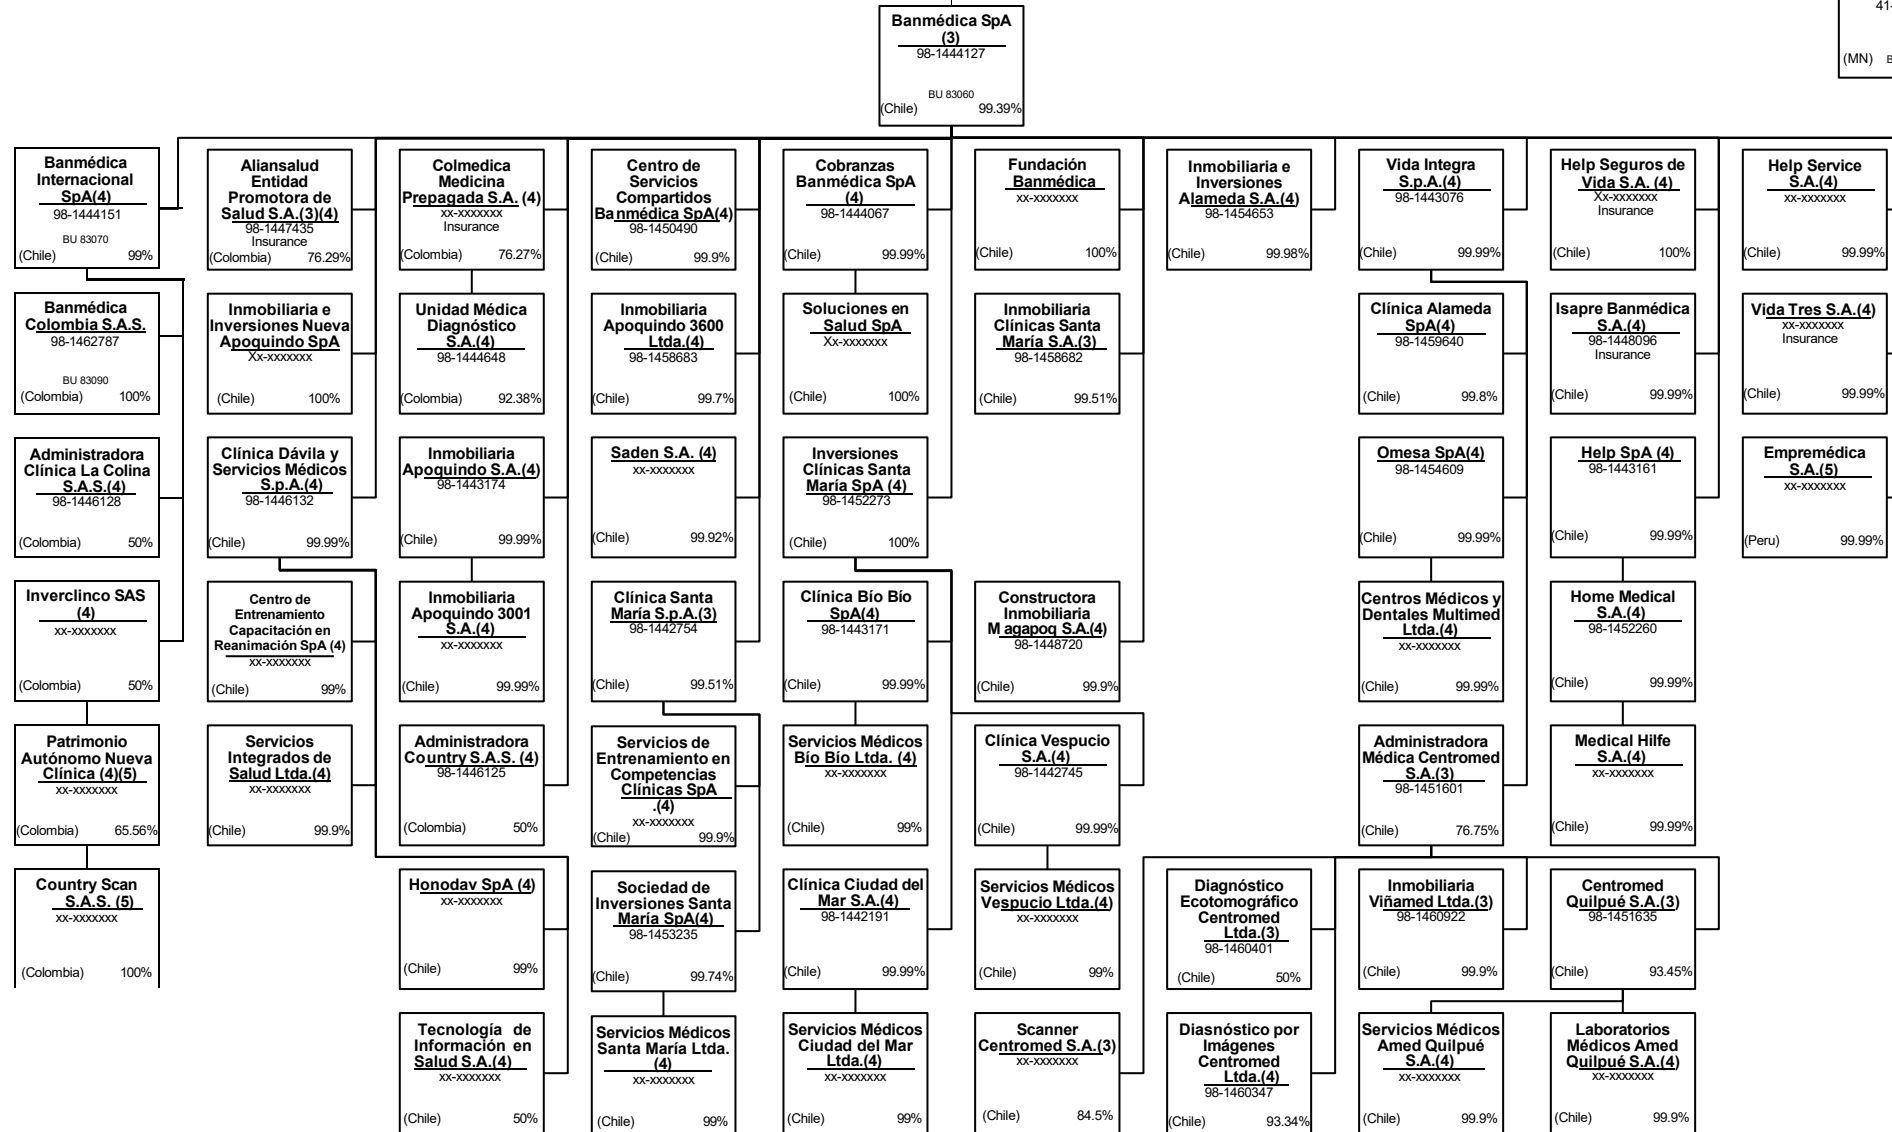 Banmédica SpA
(3)
98-1444127
BU 83060
(Chile) 99.39%
41-
(MN) B
Banmédica
Internacional
SpA(4)
98-1444151
BU 83070
(Chile) 99%
Aliansalud
Entidad
Promotora de
Salud S.A.(3)(4)
98-1447435
Insurance
(Colombia) 76.29%
Colmedica
Medicina
Prepagada S.A. (4)
xx-xxxxxxx
Insurance
(Colombia) 76.27%
Centro de
Servicios
Compartidos
Banmédica SpA(4)
98-1450490
(Chile) 99.9%
Cobranzas
Banmédica SpA
(4)
98-1444067
(Chile) 99.99%
Fundación
Banmédica
xx-xxxxxxx
(Chile) 100%
Inmobiliaria e
Inversiones
Alameda S.A.(4)
98-1454653
(Chile) 99.98%
Vida Integra
S.p.A.(4)
98-1443076
(Chile) 99.99%
Help Seguros de
Vida S.A. (4)
Xx-xxxxxxx
Insurance
(Chile) 100%
Help Service
S.A.(4)
xx-xxxxxxx
(Chile) 99.99%
Banmédica
Colombia S.A.S.
98-1462787
BU 83090
(Colombia) 100%
Inmobiliaria e
Inversiones Nueva
Apoquindo SpA
Xx-xxxxxxx
(Chile) 100%
Unidad Médica
Diagnóstico
S.A.(4)
98-1444648
(Colombia) 92.38%
Inmobiliaria
Apoquindo 3600
Ltda.(4)
98-1458683
(Chile) 99.7%
Soluciones en
Salud SpA
Xx-xxxxxxx
(Chile) 100%
Inmobiliaria
Clínicas Santa
María S.A.(3)
98-1458682
(Chile) 99.51%
Clínica Alameda
SpA(4)
98-1459640
(Chile) 99.8%
Isapre Banmédica
S.A.(4)
98-1448096
Insurance
(Chile) 99.99%
Vida Tres S.A.(4)
xx-xxxxxxx
Insurance
(Chile) 99.99%
Administradora
Clínica La Colina
S.A.S.(4)
98-1446128
(Colombia) 50%
Clínica Dávila y
Servicios Médicos
S.p.A.(4)
98-1446132
(Chile) 99.99%
Inmobiliaria
Apoquindo S.A.(4)
98-1443174
(Chile) 99.99%
Saden S.A. (4)
xx-xxxxxxx
(Chile) 99.92%
Inversiones
Clínicas Santa
María SpA (4)
98-1452273
(Chile) 100%
Omesa SpA(4)
98-1454609
(Chile) 99.99%
Help SpA (4)
98-1443161
(Chile) 99.99%
Empremédica
S.A.(5)
xx-xxxxxxx
(Peru) 99.99%
Inverclinco SAS
(4)
xx-xxxxxxx
(Colombia) 50%
Centro de
Entrenamiento
Capacitación en
Reanimación SpA (4)
xx-xxxxxxx
(Chile) 99%
Inmobiliaria
Apoquindo 3001
S.A.(4)
xx-xxxxxxx
(Chile) 99.99%
Clínica Santa
María S.p.A.(3)
98-1442754
(Chile) 99.51%
Clínica Bío Bío
SpA(4)
98-1443171
(Chile) 99.99%
Constructora
Inmobiliaria
Magapoq S.A.(4)
98-1448720
(Chile) 99.9%
Centros Médicos y
Dentales Multimed
Ltda.(4)
xx-xxxxxxx
(Chile) 99.99%
Home Medical
S.A.(4)
98-1452260
(Chile) 99.99%
Patrimonio
Autónomo Nueva
Clínica (4)(5)
xx-xxxxxxx
(Colombia) 65.56%
Servicios
Integrados de
Salud Ltda.(4)
xx-xxxxxxx
(Chile) 99.9%
Administradora
Country S.A.S. (4)
98-1446125
(Colombia) 50%
Servicios de
Entrenamiento en
Competencias
Clínicas SpA
.(4)
xx-xxxxxxx
(Chile) 99.9%
Servicios Médicos
Bío Bío Ltda. (4)
xx-xxxxxxx
(Chile) 99%
Clínica Vespucio
S.A.(4)
98-1442745
(Chile) 99.99%
Administradora
Médica Centromed
S.A.(3)
98-1451601
(Chile) 76.75%
Medical Hilfe
S.A.(4)
xx-xxxxxxx
(Chile) 99.99%
Country Scan
S.A.S. (5)
xx-xxxxxxx
(Colombia) 100%
Honodav SpA (4)
xx-xxxxxxx
(Chile) 99%
Sociedad de
Inversiones Santa
María SpA(4)
98-1453235
(Chile) 99.74%
Clínica Ciudad del
Mar S.A.(4)
98-1442191
(Chile) 99.99%
Servicios Médicos
Vespucio Ltda.(4)
xx-xxxxxxx
(Chile) 99%
Diagnóstico
Ecotomográfico
Centromed
Ltda.(3)
98-1460401
(Chile) 50%
Inmobiliaria
Viñamed Ltda.(3)
98-1460922
(Chile) 99.9%
Centromed
Quilpué S.A.(3)
98-1451635
(Chile) 93.45%
Tecnología de
Información en
Salud S.A.(4)
xx-xxxxxxx
(Chile) 50%
Servicios Médicos
Santa María Ltda.
(4)
xx-xxxxxxx
(Chile) 99%
Servicios Médicos
Ciudad del Mar
Ltda.(4)
xx-xxxxxxx
(Chile) 99%
Scanner
Centromed S.A.(3)
xx-xxxxxxx
(Chile) 84.5%
Diasnóstico por
Imágenes
Centromed
Ltda.(4)
98-1460347
(Chile) 93.34%
Servicios Médicos
Amed Quilpué
S.A.(4)
xx-xxxxxxx
(Chile) 99.9%
Laboratorios
Médicos Amed
Quilpué S.A.(4)
xx-xxxxxxx
(Chile) 99.9%